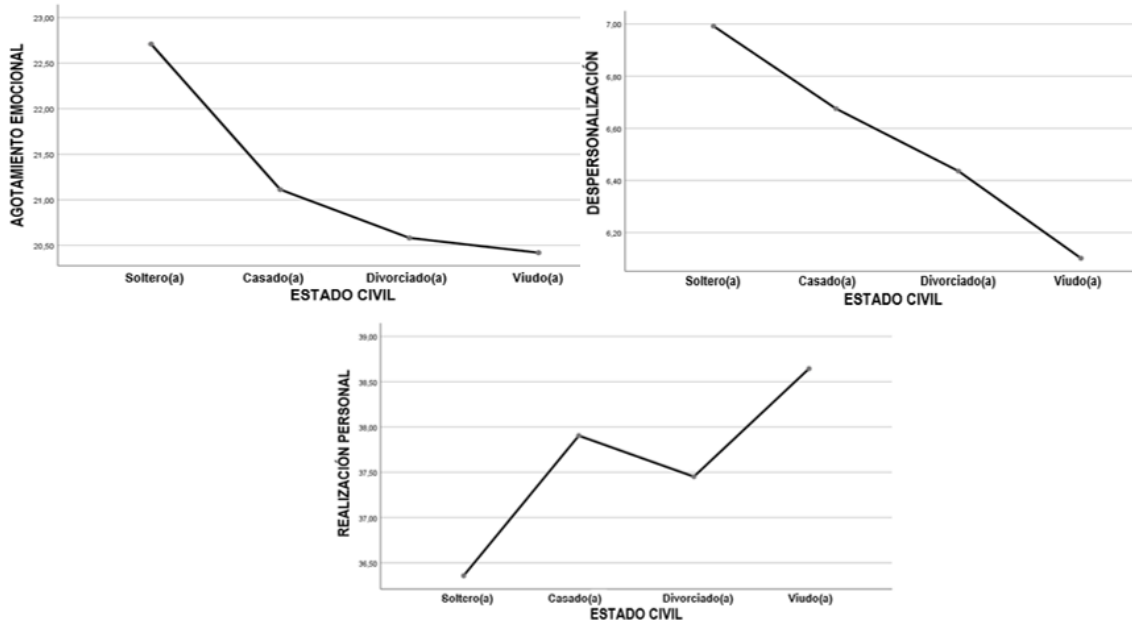 AGOTAMIENTO EMOCIONAL
23,00
22,50
22,00
21,50
21,00
20,50
Soltero(a) Casado(a) Divorciado(a) Viudo(a)
ESTADO CIVIL
DESPERSONALIZACIÓN
7,00
6,80
6,60
6,40
6,20
Soltero(a) Casado(a) Divorciado(a) Viudo(a)
ESTADO CIVIL
REALIZACIÓN PERSONAL
39,00
38,50
38,00
37,50
37,00
36,50
Soltero(a) Casado(a) Divorciado(a) Viudo(a)
ESTADO CIVIL